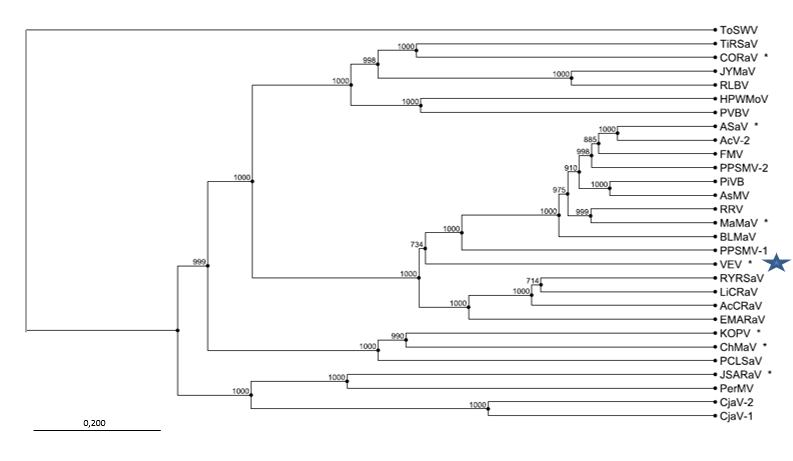 ToSWV
TiRSaV
1000
CORaV *
998
JYMaV
1000
1000
RLBV
HPWMoV
1000
PVBV
ASaV *
1000
AcV-2
885
FMV
998
PPSMV-2
910
PiVB
1000
1000
975
AsMV
RRV
1000
999
MaMaV *
1000
BLMaV
734
PPSMV-1
VEV *
999
1000
RYRSaV
714
LiCRaV
1000
AcCRaV
1000
EMARaV
KOPV *
990
ChMaV *
1000
PCLSaV
JSARaV *
1000
PerMV
1000
CjaV-2
1000
CjaV-1
0,200